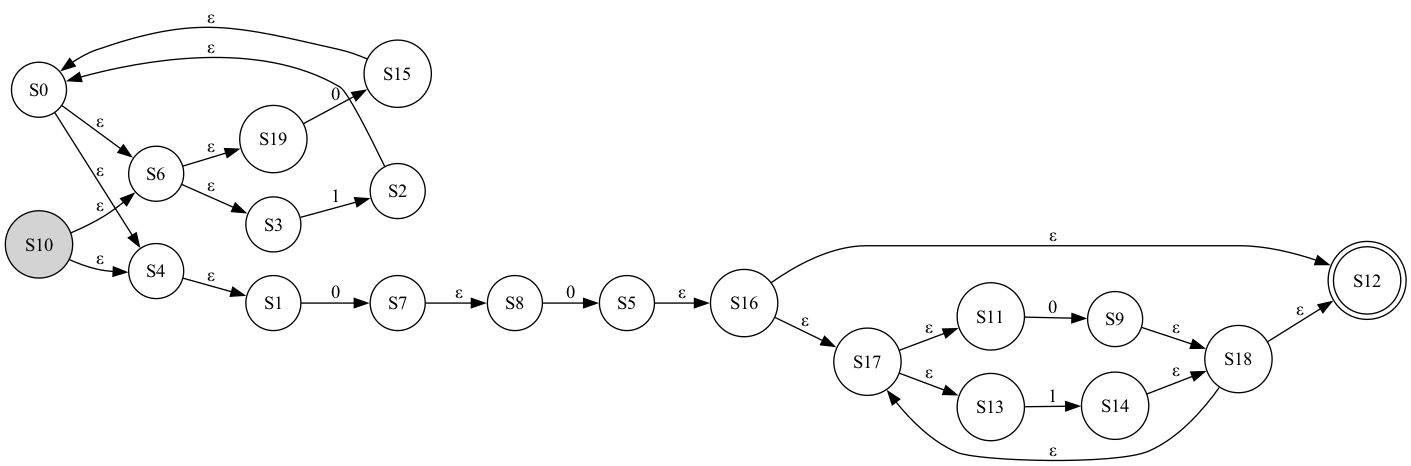 ε
ε
S15
S0
0
S19
ε
ε
S6
ε
S2
ε
1
ε
S3
ε
S10
ε
S4
ε
S1
0
S7
ε
S8
0
S5
ε
S16
ε
S12
ε
ε
S17
ε
S11
0
S9
ε
S18
ε
ε
S13
1
S14
ε
ε